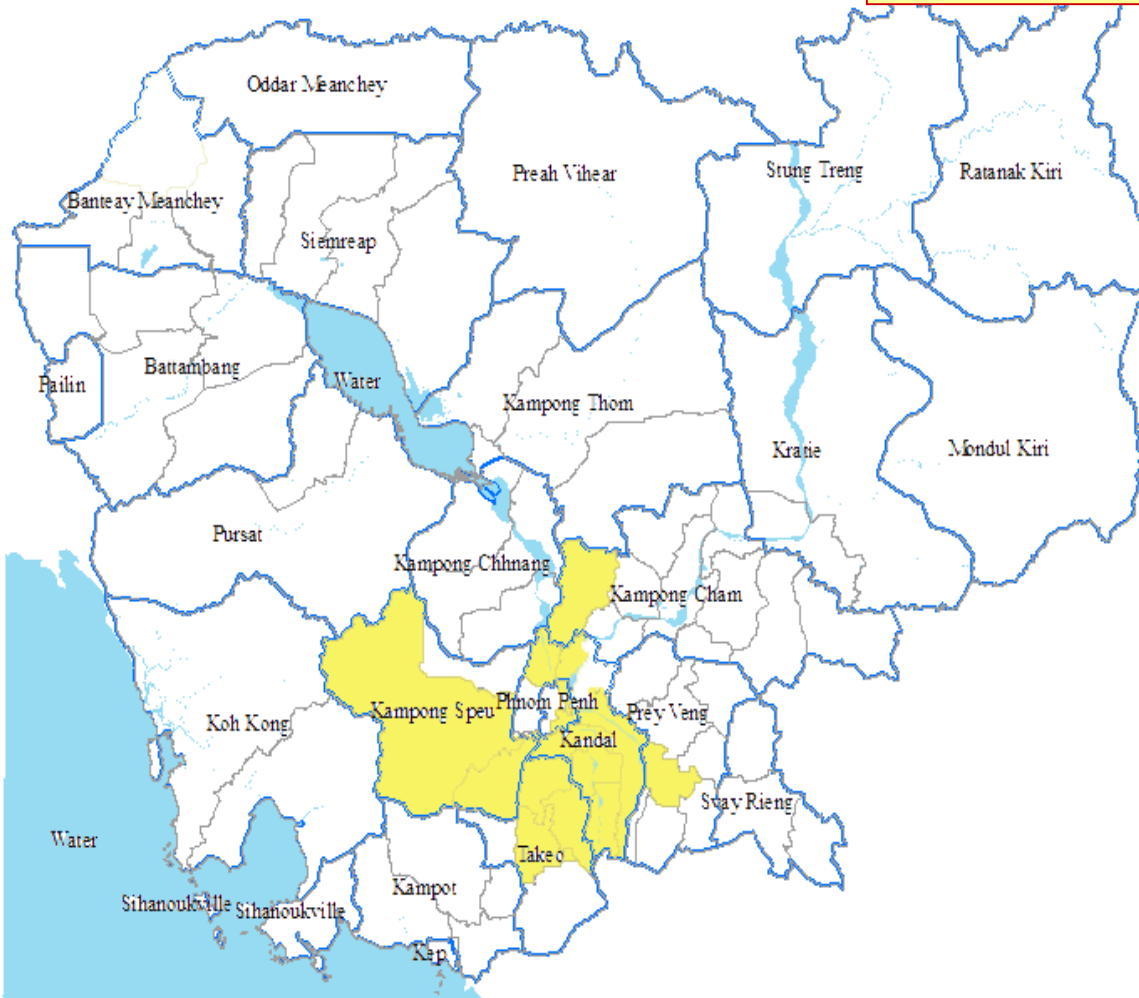 Oddar Meanchey
Preah Vihear
Stung Treng
Ratanak Kiri
Banteay Meanchey
Siemreap
Pailin
Battambang
Water
Kampong Thom
Kratie
Mondul Kiri
Pursat
Kampong Chhnang
Kampong Cham
Koh Kong
Kampong Speu
Phnom Penh
Prey Veng
Kandal
Svay Rieng
Water
Takeo
Kampot
Sihanoukville
Sihanoukville
Kep